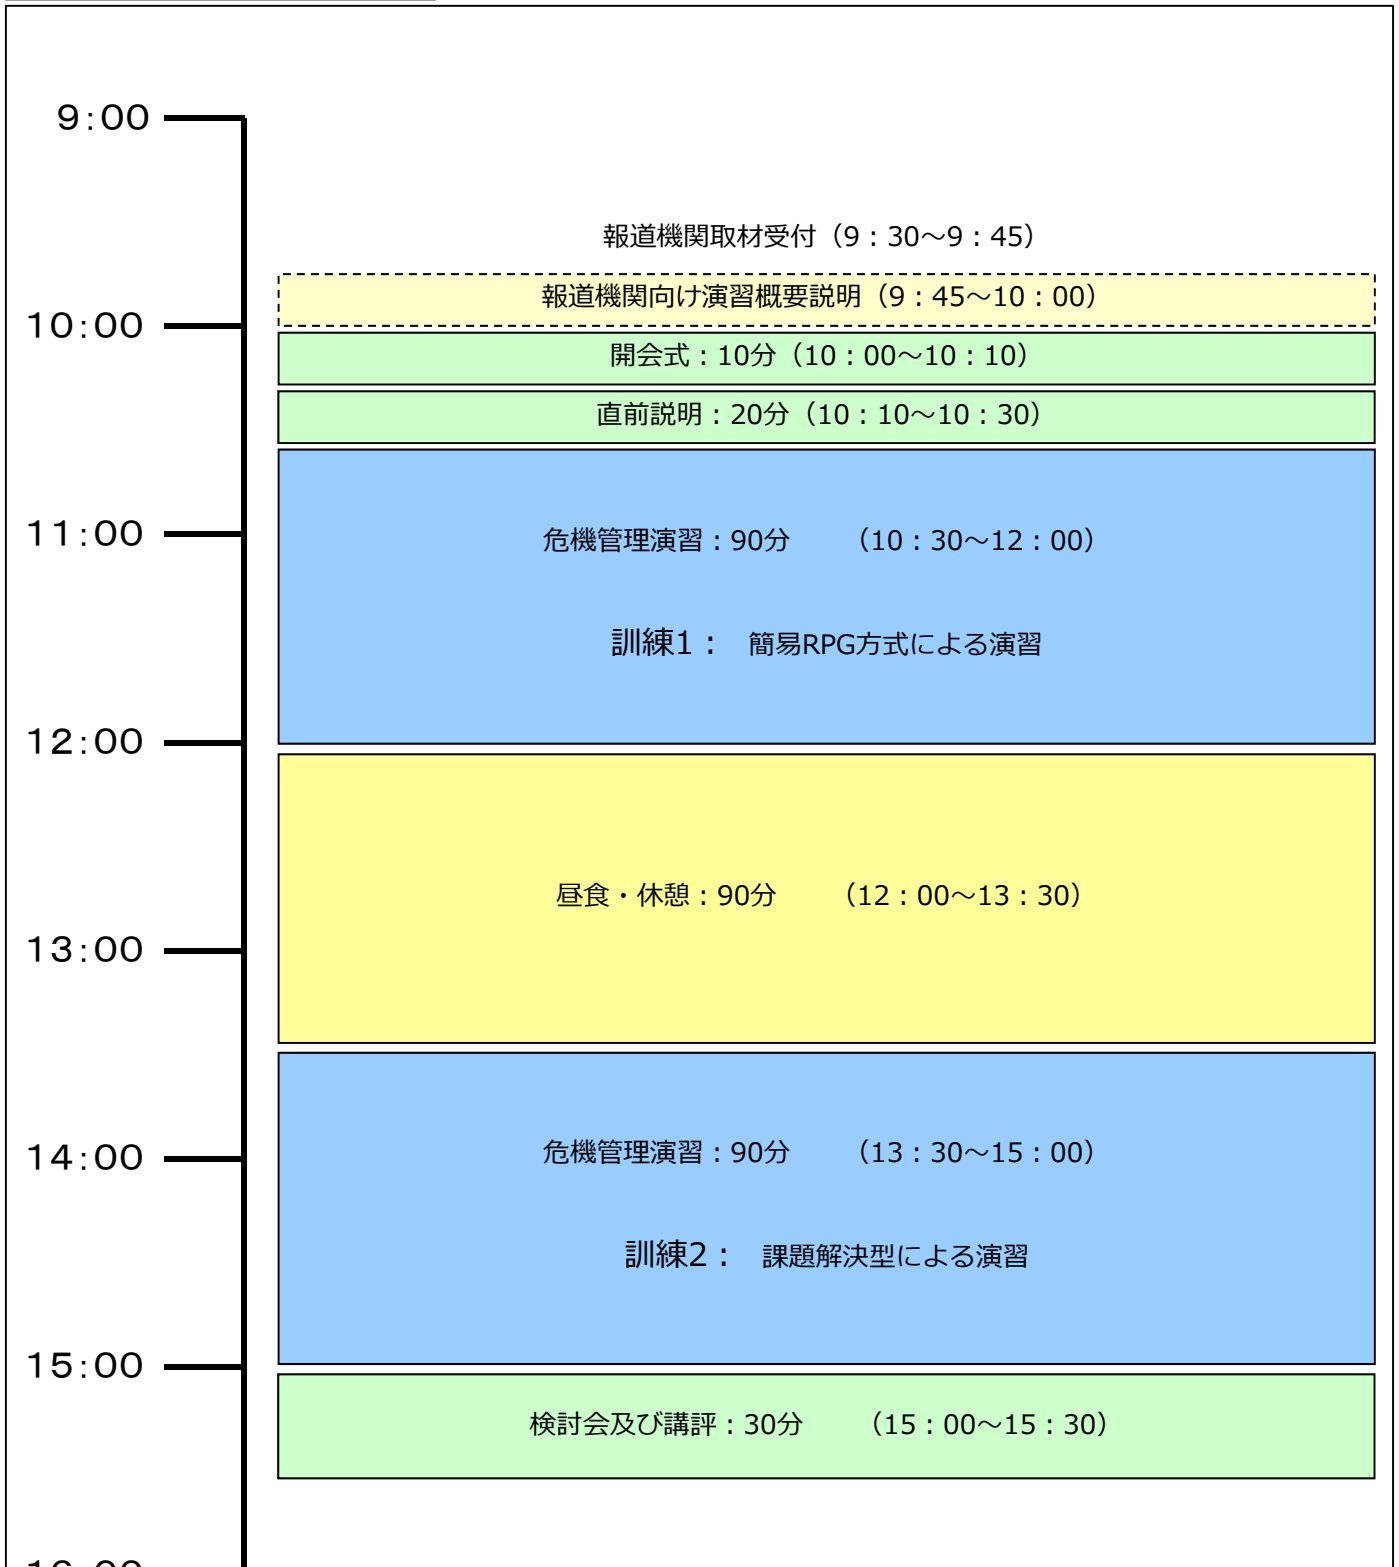 9:00
報道機関取材受付（9：30～9：45）
報道機関向け演習概要説明（9：45～10：00）
10:00
開会式：10分（10：00～10：10）
直前説明：20分（10：10～10：30）
11:00
危機管理演習：90分　　（10：30～12：00）
訓練1：　簡易RPG方式による演習
12:00
昼食・休憩：90分　　（12：00～13：30）
13:00
14:00
危機管理演習：90分　　（13：30～15：00）
訓練2：　課題解決型による演習
15:00
検討会及び講評：30分　　（15：00～15：30）